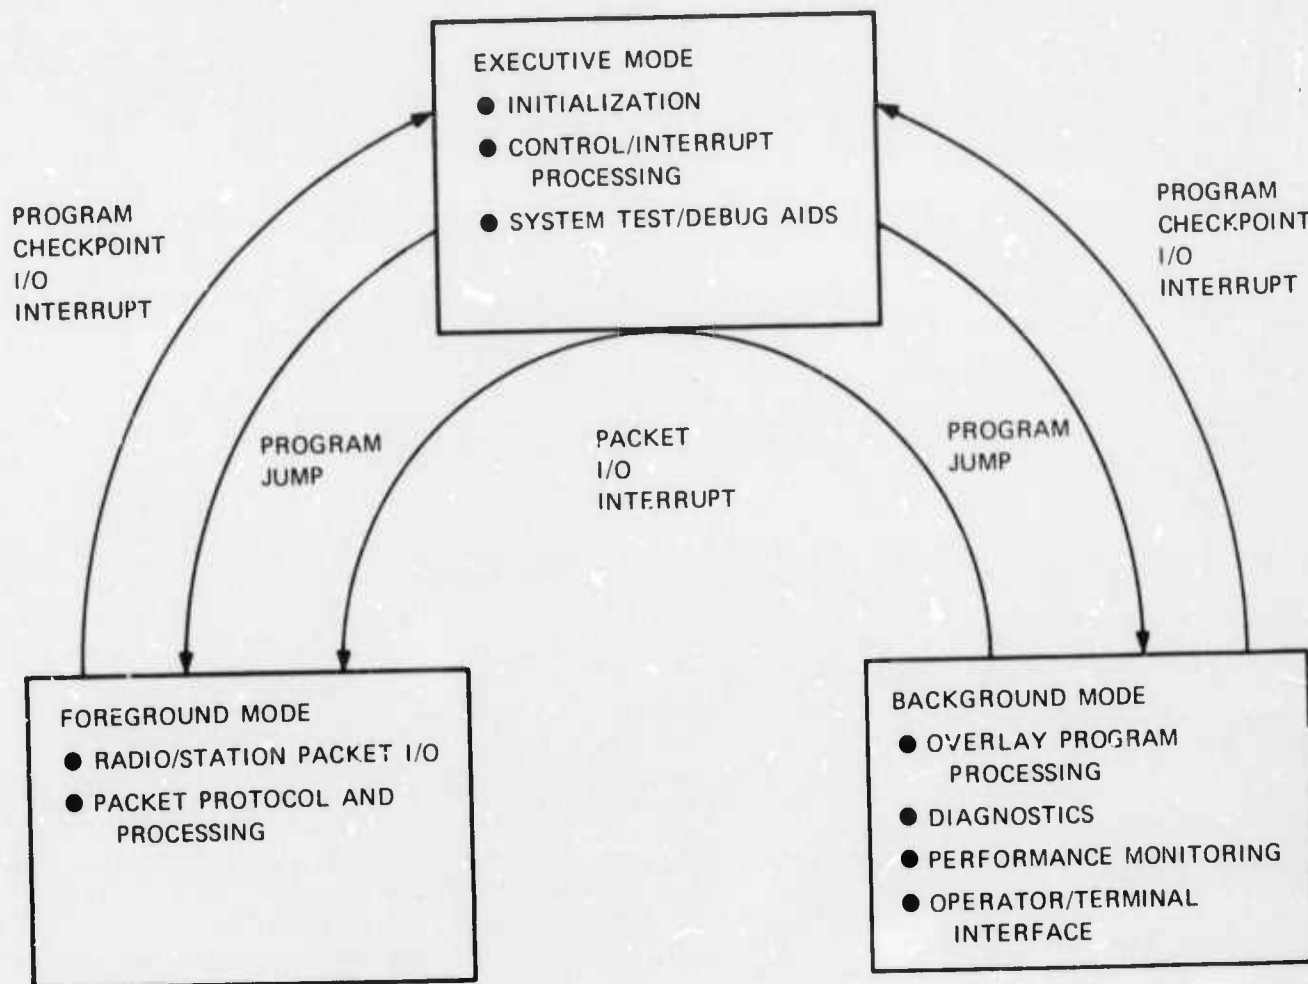 EXECUTIVE MODE
● INITIALIZATION
● CONTROL/INTERRUPT
PROCESSING
● SYSTEM TEST/DEBUG AIDS
PROGRAM
CHECKPOINT
I/O
INTERRUPT
PROGRAM
CHECKPOINT
I/O
INTERRUPT
PROGRAM
JUMP
PACKET
I/O
INTERRUPT
PROGRAM
JUMP
FOREGROUND MODE
● RADIO/STATION PACKET I/O
● PACKET PROTOCOL AND
PROCESSING
BACKGROUND MODE
● OVERLAY PROGRAM
PROCESSING
● DIAGNOSTICS
● PERFORMANCE MONITORING
● OPERATOR/TERMINAL
INTERFACE